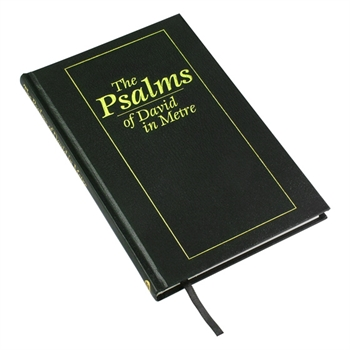 The
Psalms
of David
in Metre